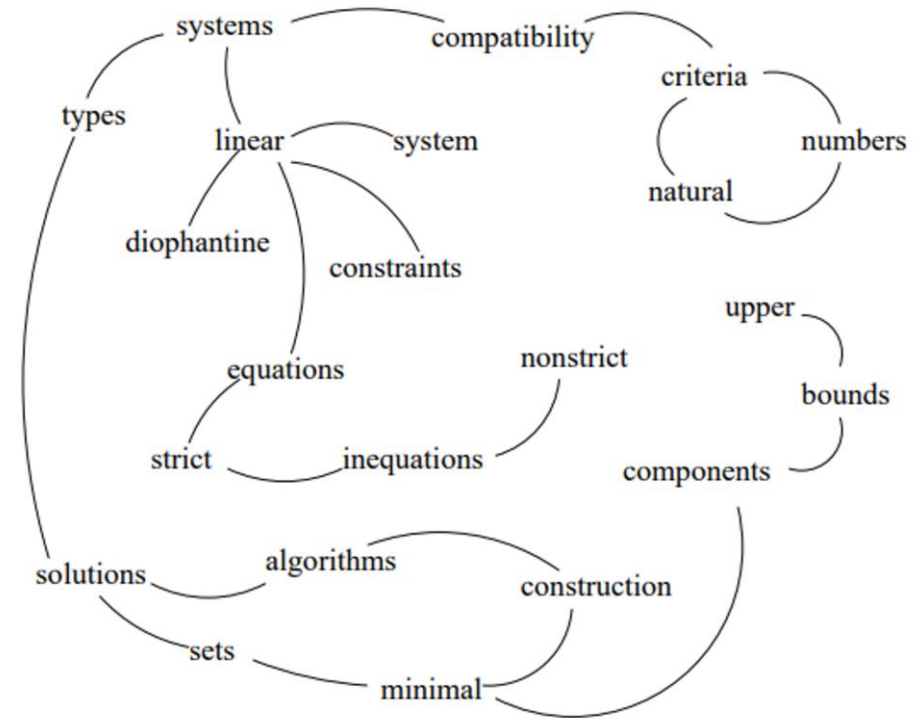 systems
compatibility
criteria
types
linear
system
numbers
natural
diophantine
constraints
upper
equations
nonstrict
bounds
strict
inequations
components
algorithms
solutions
construction
sets
minimal